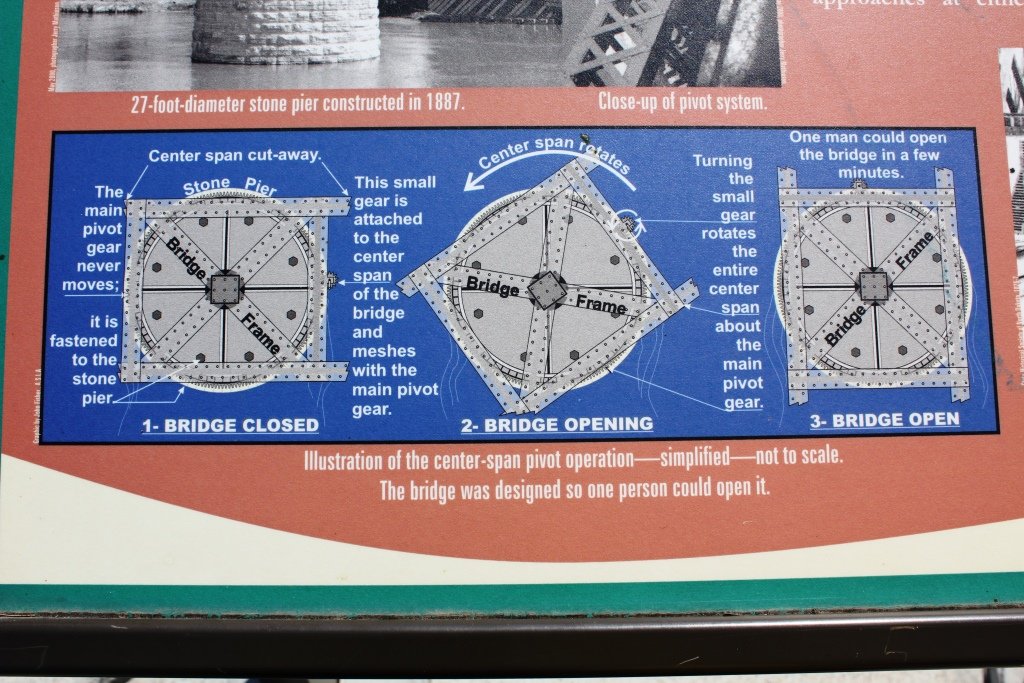 approaches at
27-foot-diameter stone pier constructed in 1887.
Close-up of pivot system.
Center span cut-away.
Stone Pier
The
main
pivot
gear
never
moves;
it is
fastened
to the
stone
pier.
Bridge
Frame
This small
gear is
attached
to the
center
span
of the
bridge
and
meshes
with the
main pivot
gear.
1- BRIDGE CLOSED
Center span rotates
Bridge
Frame
Turning
the
small
gear
rotates
the
entire
center
span
about
the
main
pivot
gear.
2- BRIDGE OPENING
One man could open
the bridge in a few
minutes.
Frame
Bridge
3- BRIDGE OPEN
Illustration of the center-span pivot operation—simplified—not to scale.
The bridge was designed so one person could open it.